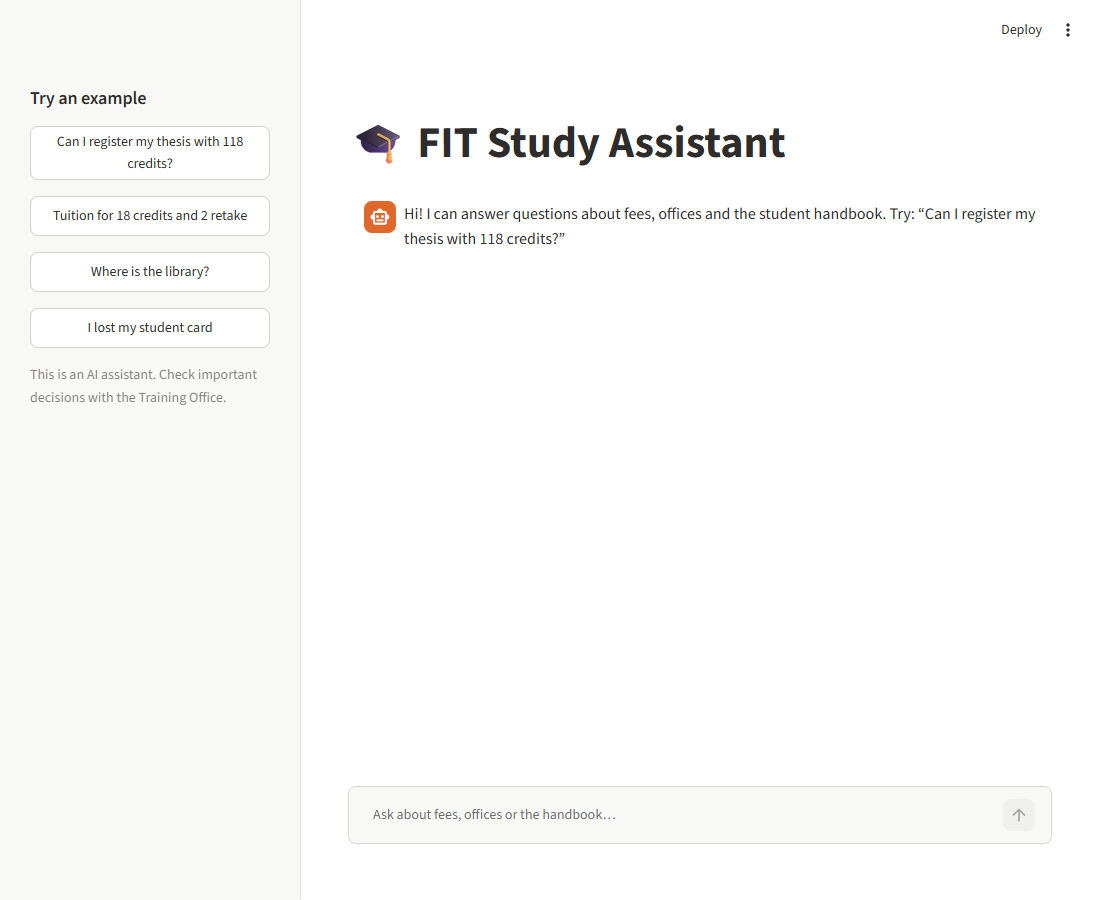 Deploy
Try an example
Can I register my thesis with 118
credits?
Tuition for 18 credits and 2 retake
Where is the library?
I lost my student card
This is an AI assistant. Check important
decisions with the Training Office.
FIT Study Assistant
Hi! I can answer questions about fees, offices and the student handbook. Try: “Can I register my
thesis with 118 credits?”
Ask about fees, offices or the handbook…